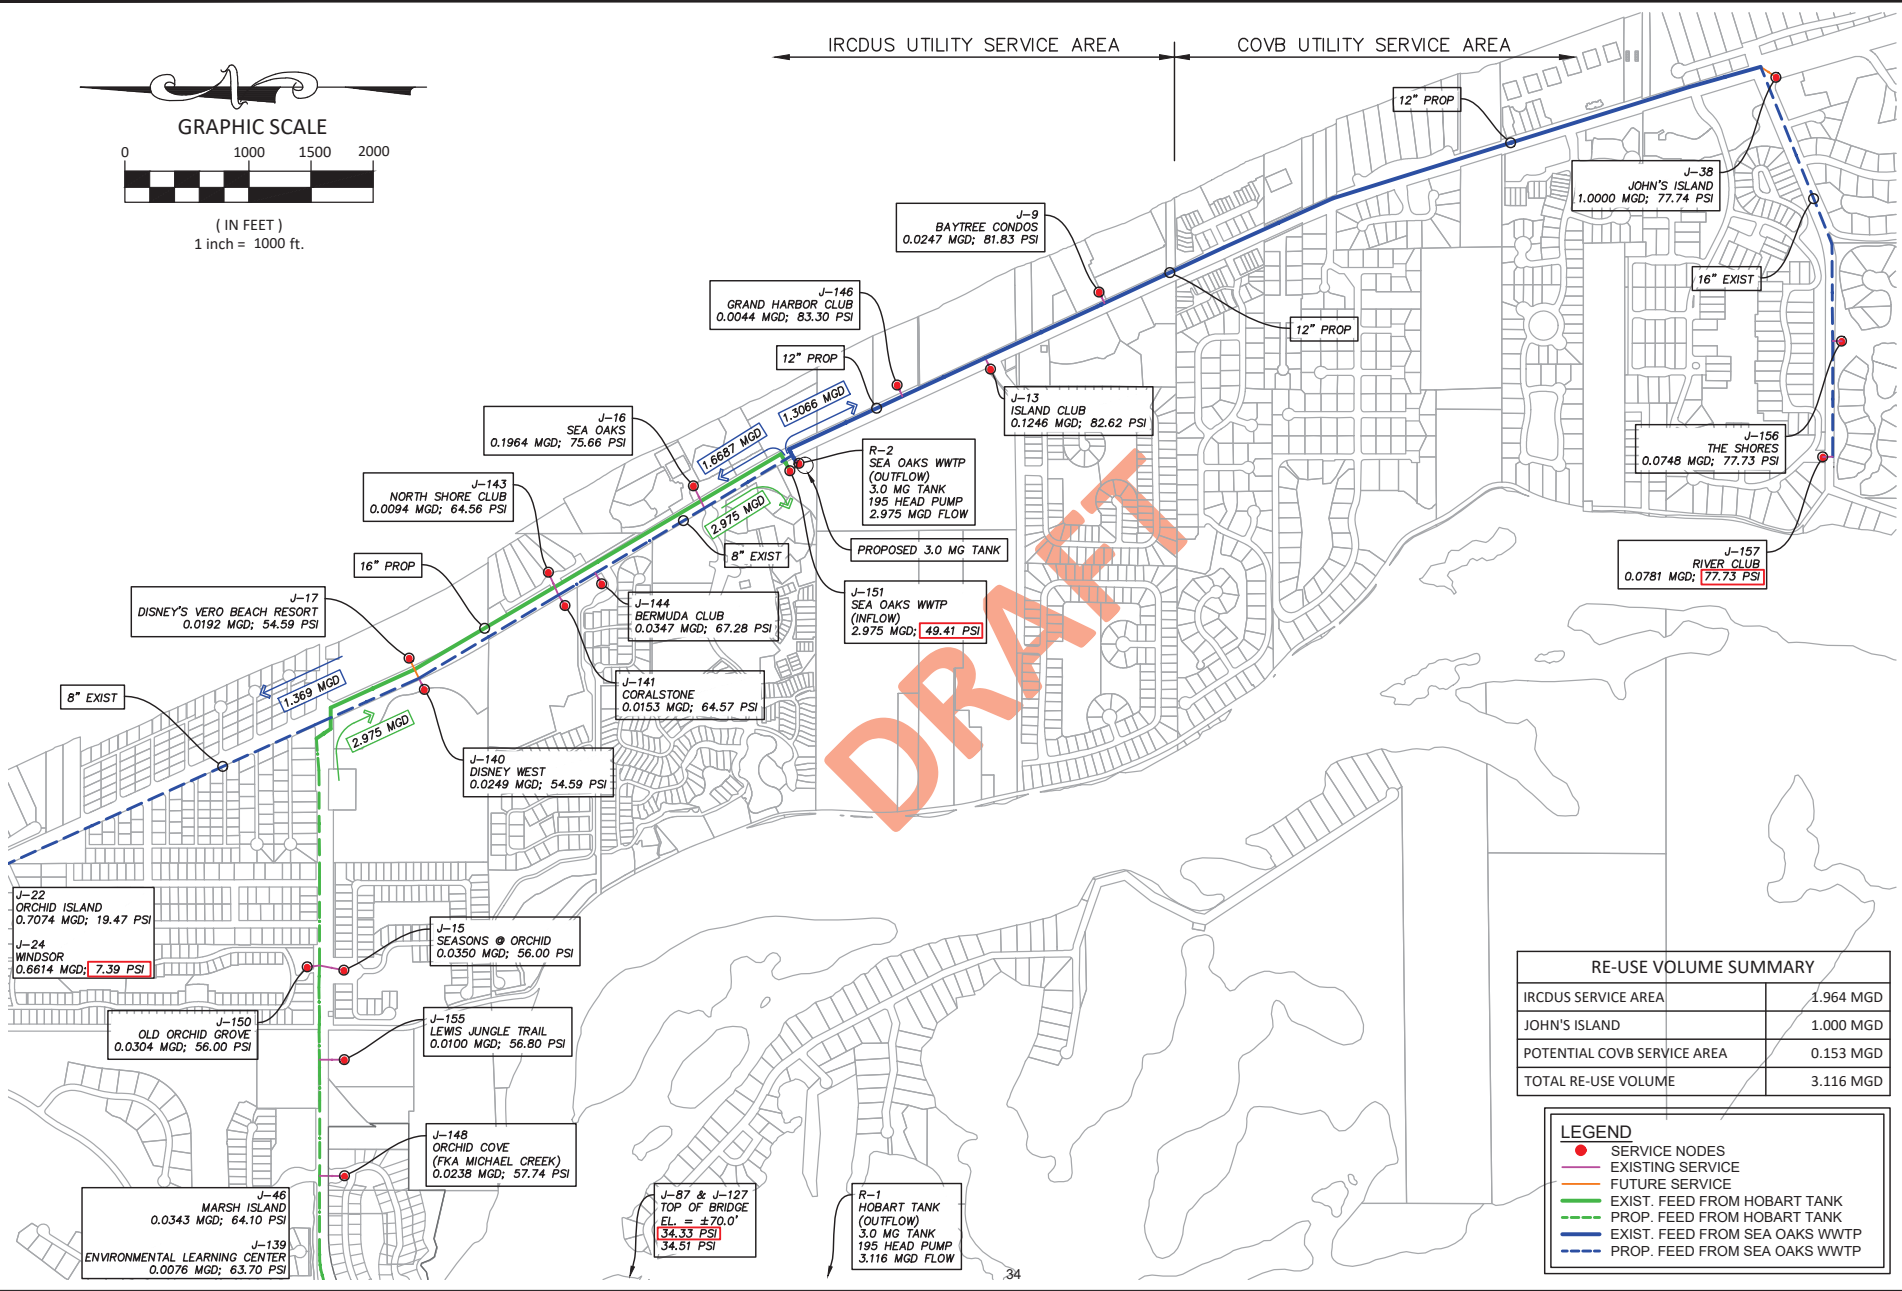 IRCDUS UTILITY SERVICE AREA
COVB UTILITY SERVICE AREA
GRAPHIC SCALE
0 1000 1500 2000
( IN FEET )
1 inch = 1000 ft.
12" PROP
J-38
JOHN'S ISLAND
1.0000 MGD; 77.74 PSI
J-9
BAYTREE CONDOS
0.0247 MGD; 81.83 PSI
16" EXIST
J-146
GRAND HARBOR CLUB
0.0044 MGD; 83.30 PSI
12" PROP
12" PROP
1.3066 MGD
J-13
ISLAND CLUB
0.1246 MGD; 82.62 PSI
J-16
SEA OAKS
0.1964 MGD; 75.66 PSI
1.6687 MGD
J-156
THE SHORES
0.0748 MGD; 77.73 PSI
R-2
SEA OAKS WWTP
(OUTFLOW)
3.0 MG TANK
195 HEAD PUMP
2.975 MGD FLOW
J-143
NORTH SHORE CLUB
0.0094 MGD; 64.56 PSI
2.975 MGD
8" EXIST
PROPOSED 3.0 MG TANK
J-157
RIVER CLUB
0.0781 MGD; 77.73 PSI
16" PROP
J-17
DISNEY'S VERO BEACH RESORT
0.0192 MGD; 54.59 PSI
J-144
BERMUDA CLUB
0.0347 MGD; 67.28 PSI
J-151
SEA OAKS WWTP
(INFLOW)
2.975 MGD; 49.41 PSI
DRAFT
J-141
CORALSTONE
0.0153 MGD; 64.57 PSI
8" EXIST
1.369 MGD
2.975 MGD
J-140
DISNEY WEST
0.0249 MGD; 54.59 PSI
J-22
ORCHID ISLAND
0.7074 MGD; 19.47 PSI
J-24
WINDSOR
0.6614 MGD; 7.39 PSI
J-15
SEASONS @ ORCHID
0.0350 MGD; 56.00 PSI
J-150
OLD ORCHID GROVE
0.0304 MGD; 56.00 PSI
J-155
LEWIS JUNGLE TRAIL
0.0100 MGD; 56.80 PSI
J-148
ORCHID COVE
(FKA MICHAEL CREEK)
0.0238 MGD; 57.74 PSI
J-46
MARSH ISLAND
0.0343 MGD; 64.10 PSI
J-139
ENVIRONMENTAL LEARNING CENTER
0.0076 MGD; 63.70 PSI
J-87 & J-127
TOP OF BRIDGE
EL. = ±70.0'
34.33 PSI
34.51 PSI
R-1
HOBART TANK
(OUTFLOW)
3.0 MG TANK
195 HEAD PUMP
3.116 MGD FLOW
34
RE-USE VOLUME SUMMARY
IRCDUS SERVICE AREA 1.964 MGD
JOHN'S ISLAND 1.000 MGD
POTENTIAL COVB SERVICE AREA 0.153 MGD
TOTAL RE-USE VOLUME 3.116 MGD
LEGEND
SERVICE NODES
EXISTING SERVICE
FUTURE SERVICE
EXIST. FEED FROM HOBART TANK
PROP. FEED FROM HOBART TANK
EXIST. FEED FROM SEA OAKS WWTP
PROP. FEED FROM SEA OAKS WWTP